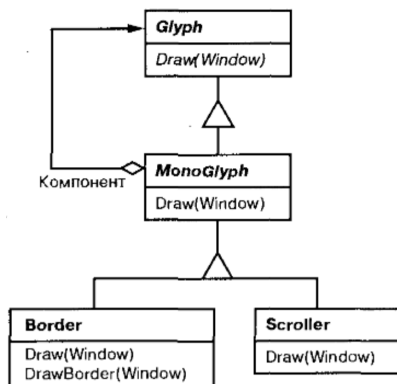 Glyph
Draw(Window)
Компонент
MonoGlyph
Draw(Window)
Border
Draw(Window)
DrawBorder(Window)
Scroller
Draw(Window)